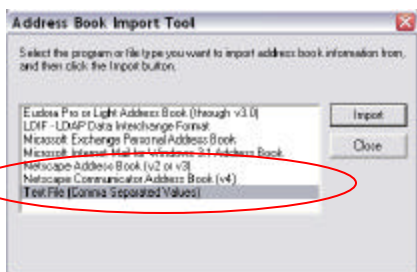 Address Book Import Tool
Select the program or file type you want to import address book information from,
and then click the Import button.
Eudora Pro or Light Address Book (through v3.0)
Import
LDIF - LDAP Data Interchange Format
Microsoft Exchange Personal Address Book
Close
Microsoft Internet Mail for Windows 3.1 Address Book
Netscape Address Book (v2 or v3)
Netscape Communicator Address Book (v4)
Text File (Comma Separated Values)